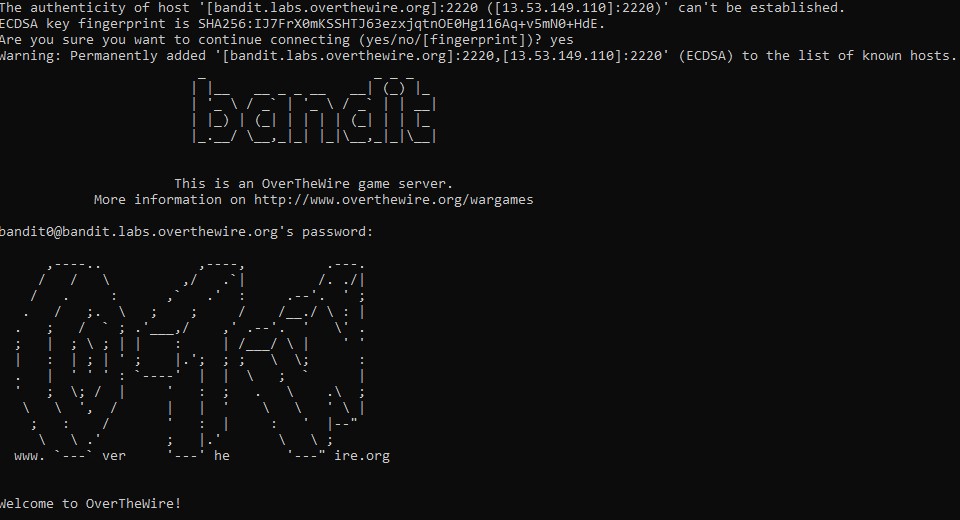 The authenticity of host '[bandit.labs.overthewire.org]:2220 ([13.53.149.110]:2220)' can't be established.
ECDSA key fingerprint is SHA256:IJ7FrX0mKSSHTJ63ezxjqtnOE0Hg116Aq+v5mN0+HdE.
Are you sure you want to continue connecting (yes/no/[fingerprint])? yes
Warning: Permanently added '[bandit.labs.overthewire.org]:2220,[13.53.149.110]:2220' (ECDSA) to the list of known hosts.
bandit
This is an OverTheWire game server.
More information on http://www.overthewire.org/wargames
bandit0@bandit.labs.overthewire.org's password:
www. ver he ire.org
Welcome to OverTheWire!